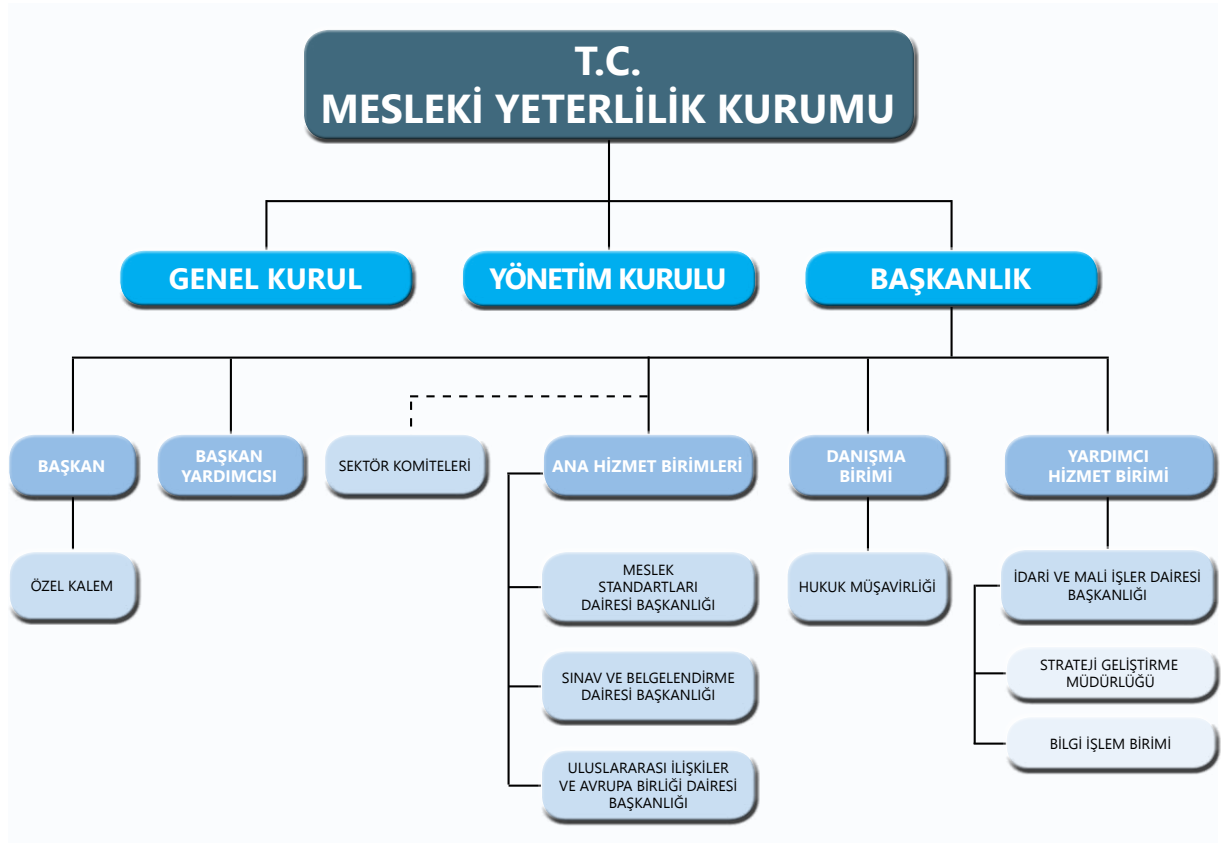 T.C.
MESLEKİ YETERLİLİK KURUMU
GENEL KURUL
YÖNETİM KURULU
BAŞKANLIK
BAŞKAN
BAŞKAN
YARDIMCISI
SEKTÖR KOMİTELERİ
ANA HİZMET BİRİMLERİ
DANIŞMA
BİRİMİ
YARDIMCI
HİZMET BİRİMİ
ÖZEL KALEM
MESLEK
STANDARTLARI
DAİRESİ BAŞKANLIĞI
HUKUK MÜŞAVİRLİĞİ
İDARİ VE MALİ İŞLER DAİRESİ
BAŞKANLIĞI
SINAV VE BELGELENDİRME
DAİRESİ BAŞKANLIĞI
STRATEJİ GELİŞTİRME
MÜDÜRLÜĞÜ
BİLGİ İŞLEM BİRİMİ
ULUSLARARASI İLİŞKİLER
VE AVRUPA BİRLİĞİ DAİRESİ
BAŞKANLIĞI